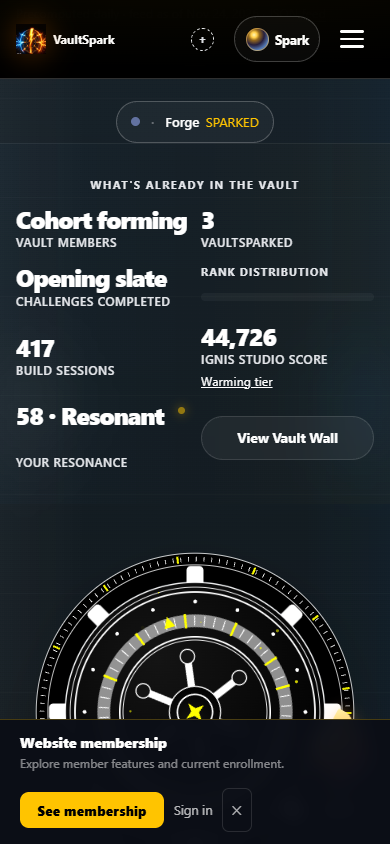 VaultSpark
+
Spark
· Forge SPARKED
WHAT'S ALREADY IN THE VAULT
Cohort forming
VAULT MEMBERS
3
VAULTSPARKED
Opening slate
CHALLENGES COMPLETED
RANK DISTRIBUTION
417
BUILD SESSIONS
44,726
IGNIS STUDIO SCORE
Warming tier
58 · Resonant
YOUR RESONANCE
View Vault Wall
Website membership
Explore member features and current enrollment.
See membership
Sign in
×